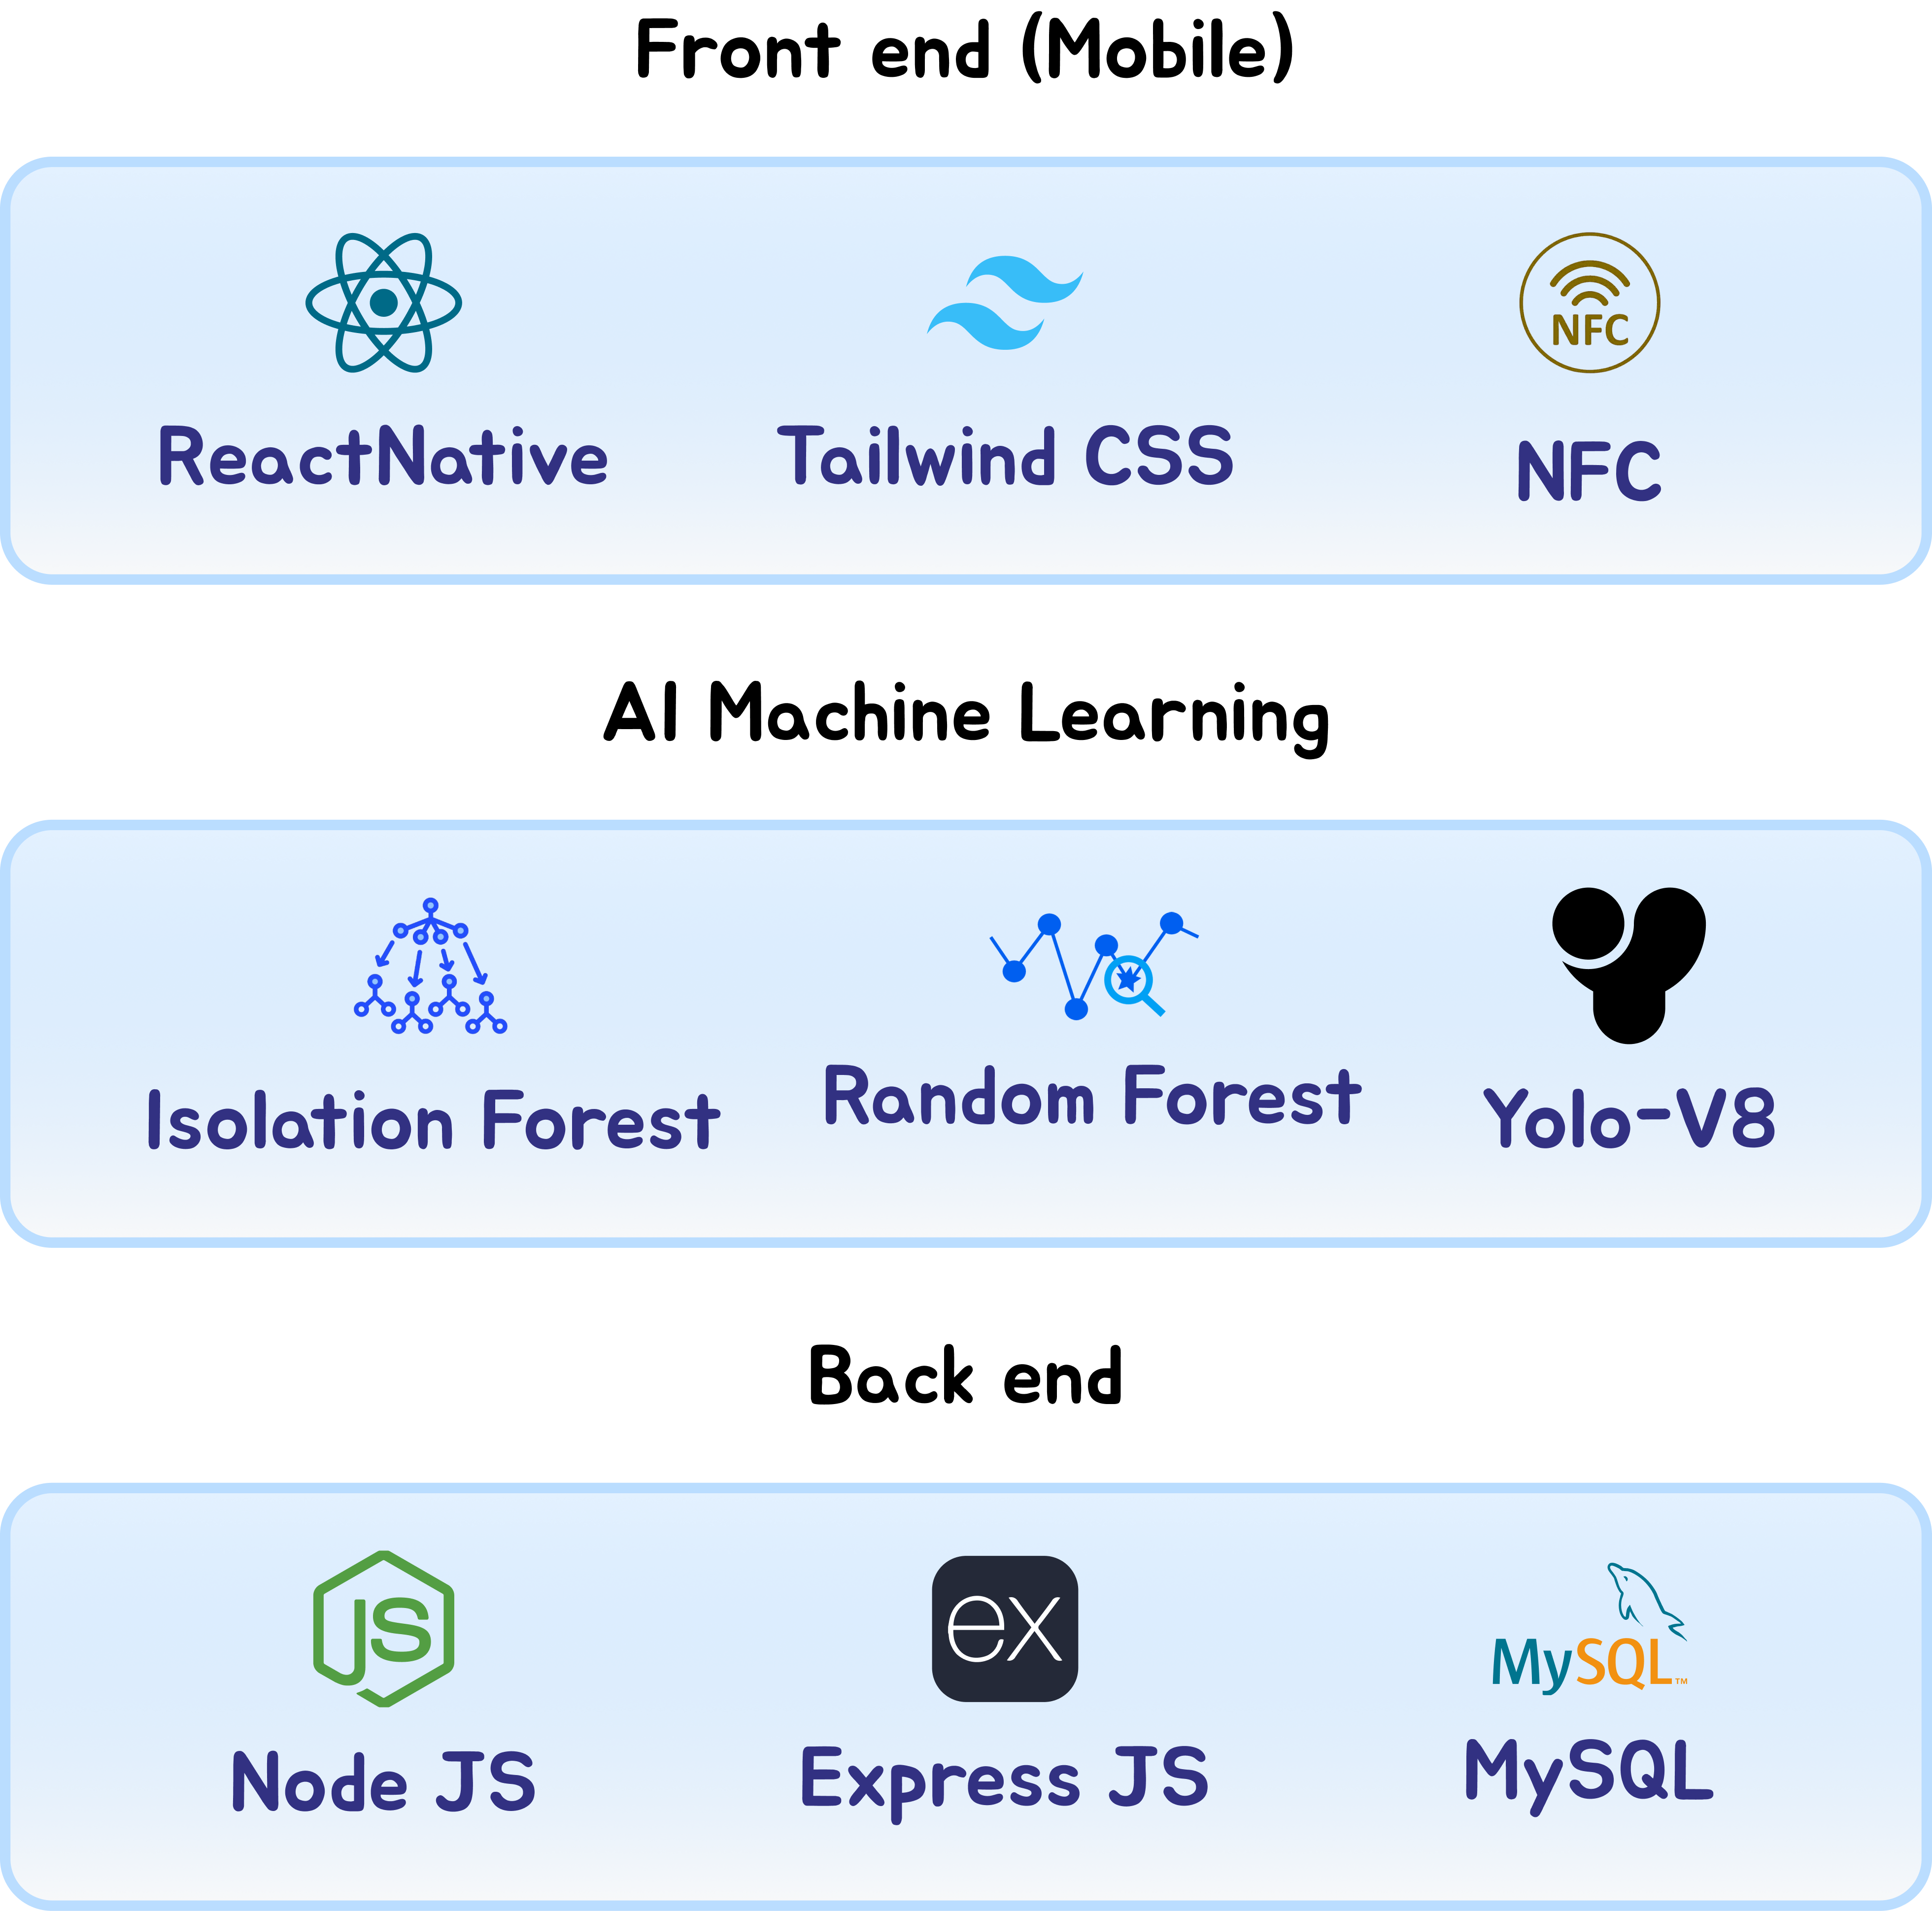 Front end (Mobile)
NFC
ReactNative
Tailwind CSS
NFC
AI Machine Learning
Isolation Forest
Random Forest
Yolo-V8
Back end
JS
ex
MySQL™
Node JS
Express JS
MySQL